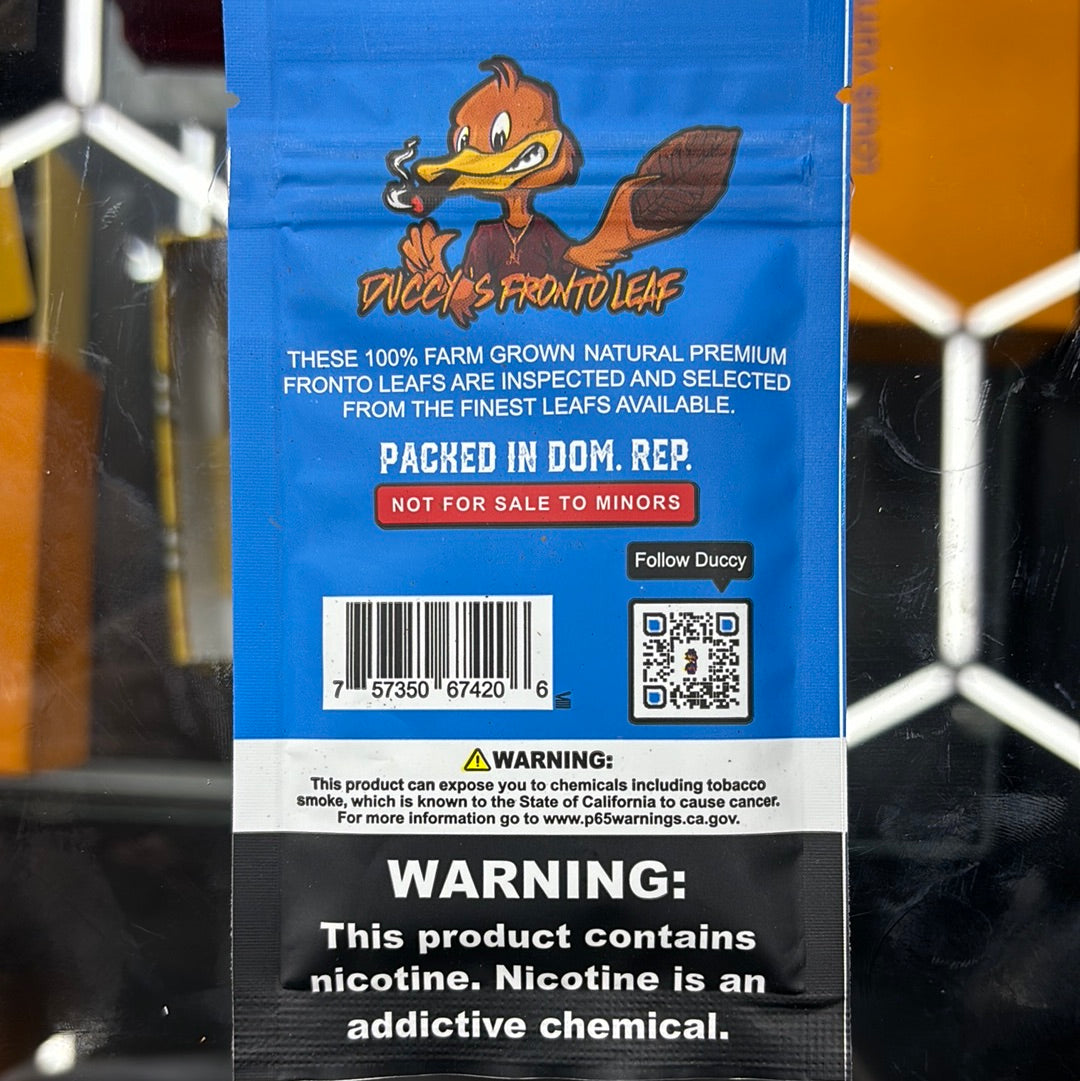 DUCCY'S FRONTO LEAF
THESE 100% FARM GROWN NATURAL PREMIUM
FRONTO LEAFS ARE INSPECTED AND SELECTED
FROM THE FINEST LEAFS AVAILABLE.
PACKED IN DOM. REP.
NOT FOR SALE TO MINORS
Follow Duccy
7 57350 67420 6
WARNING:
This product can expose you to chemicals including tobacco
smoke, which is known to the State of California to cause cancer.
For more information go to www.p65warnings.ca.gov.
WARNING:
This product contains
nicotine. Nicotine is an
addictive chemical.